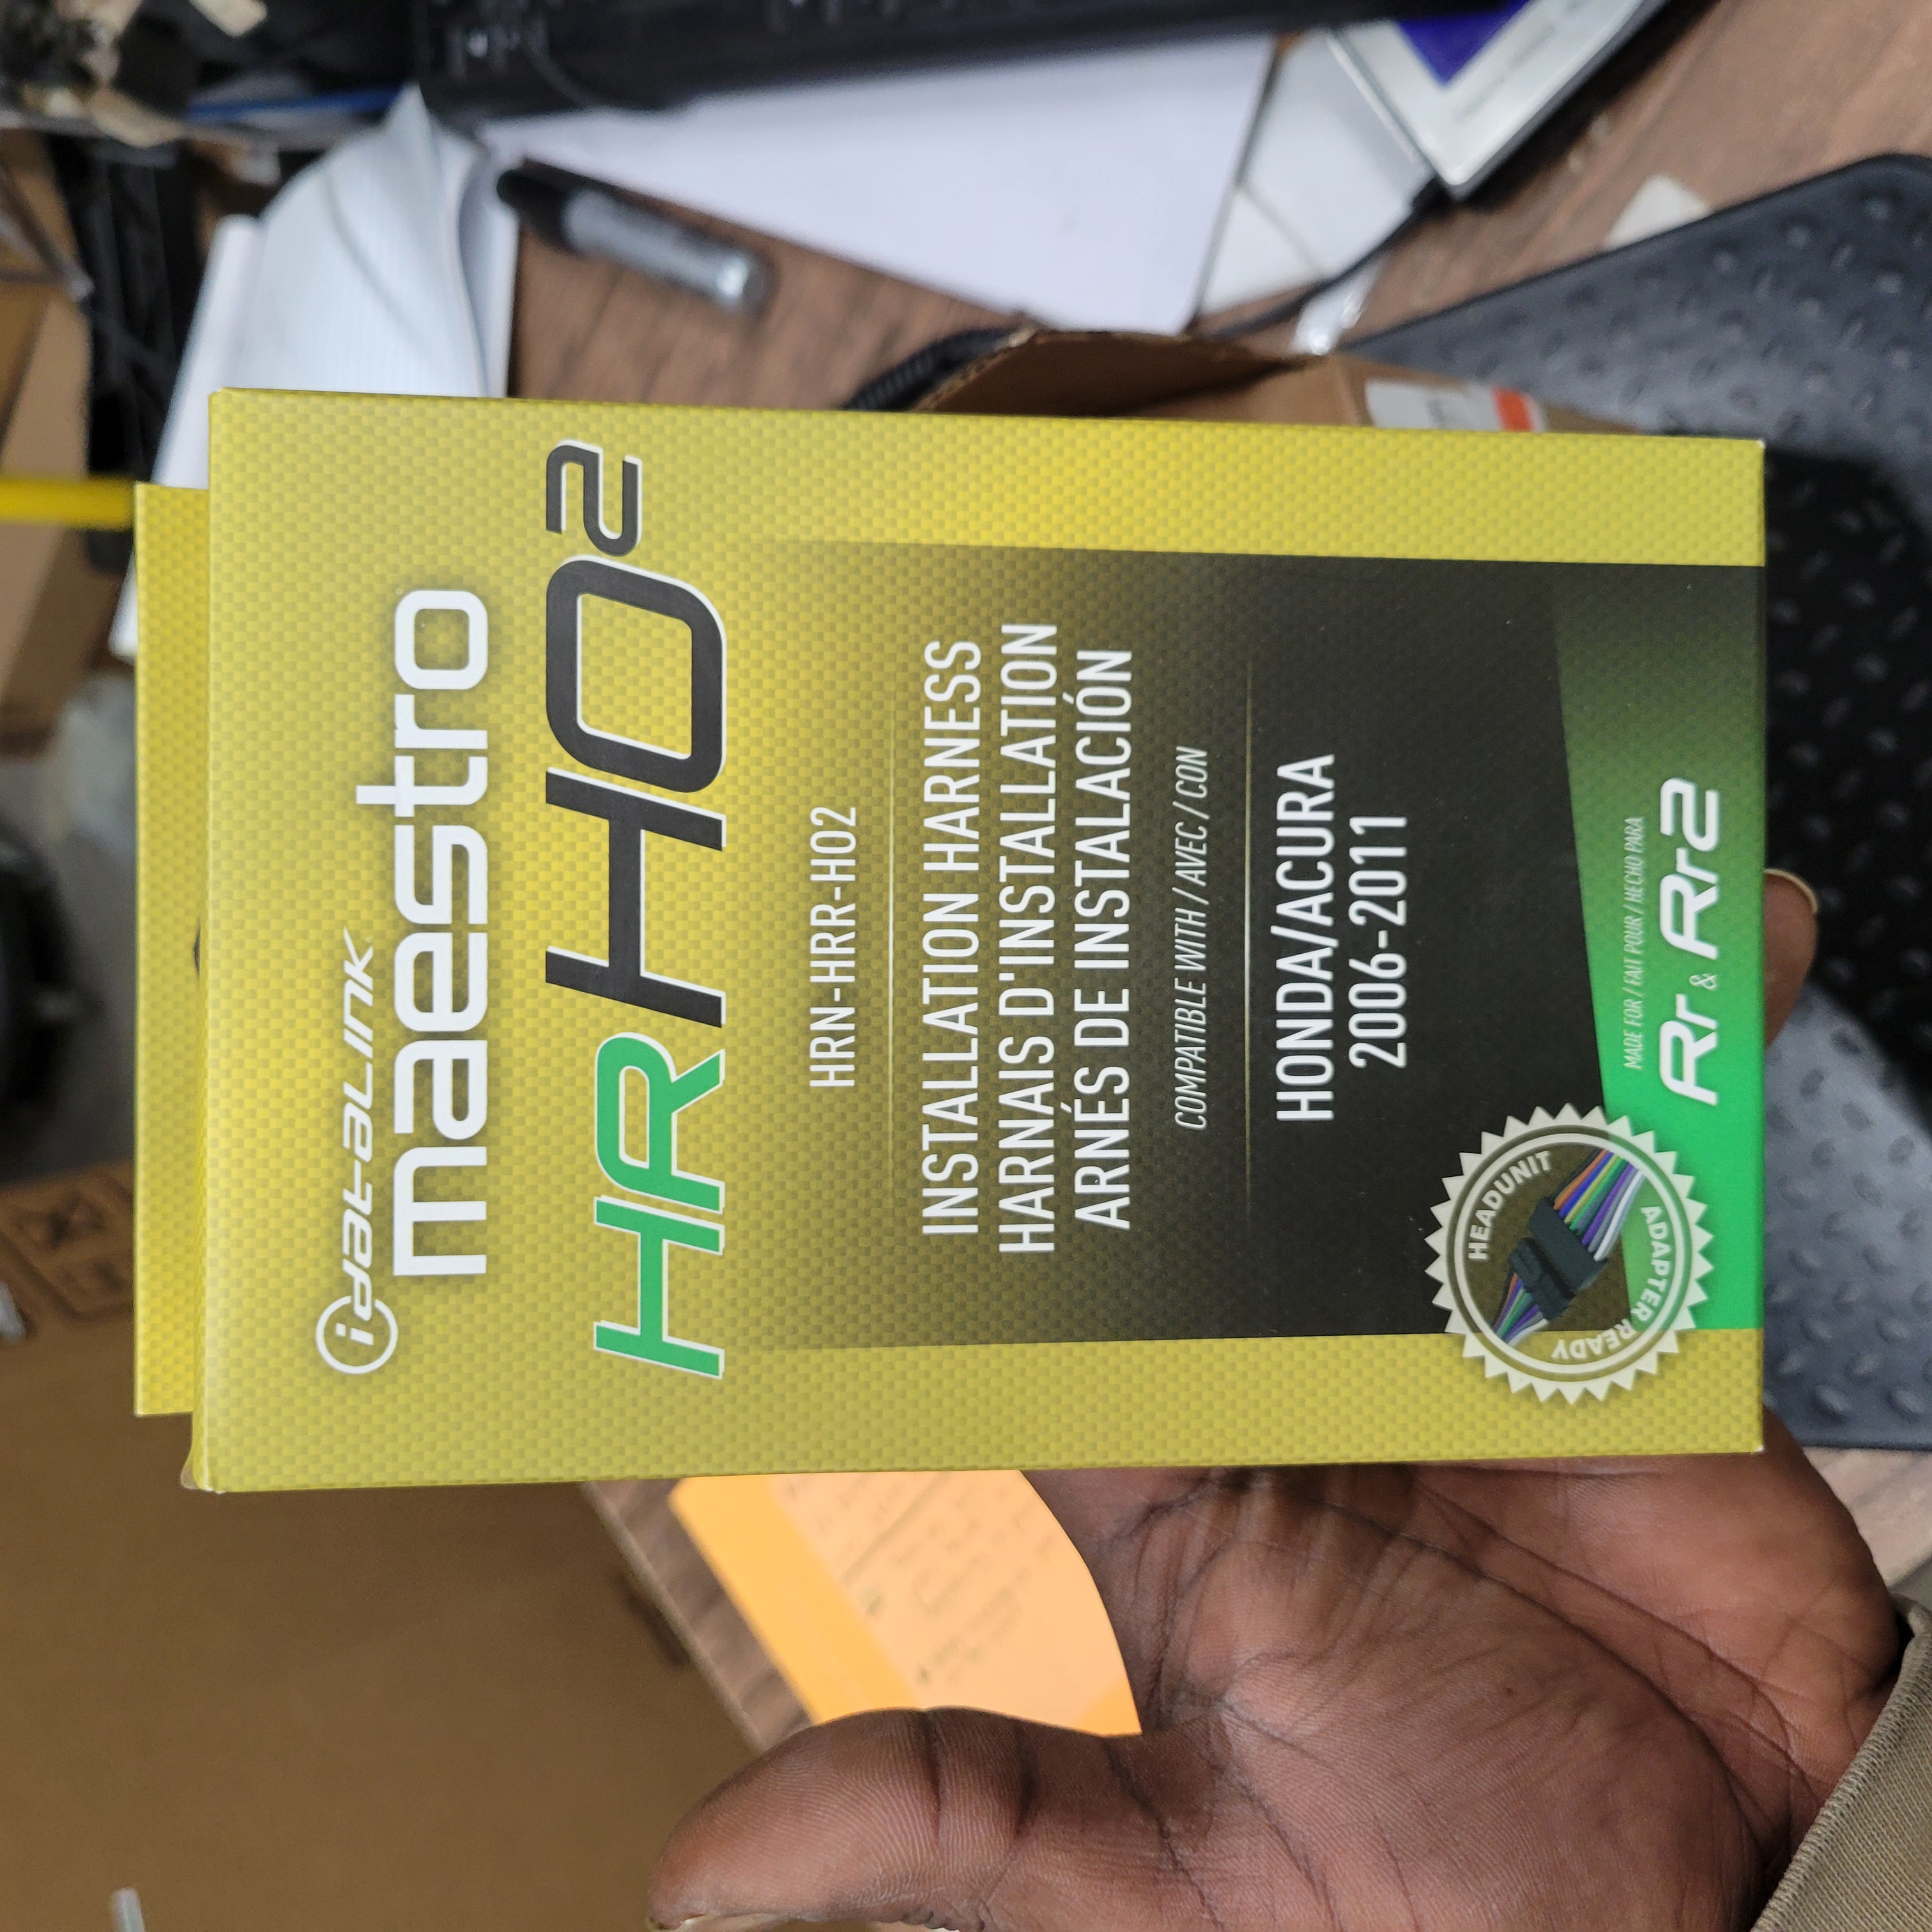 idatalink
maestro
HRHO2
HRN-HRR-HO2
INSTALLATION HARNESS
HARNAIS D'INSTALLATION
ARNÉS DE INSTALACIÓN
COMPATIBLE WITH / AVEC / CON
HONDA/ACURA
2006-2011
HEADUNIT
ADAPTER READY
MADE FOR / FAIT POUR / HECHO PARA
Rr & Rr2